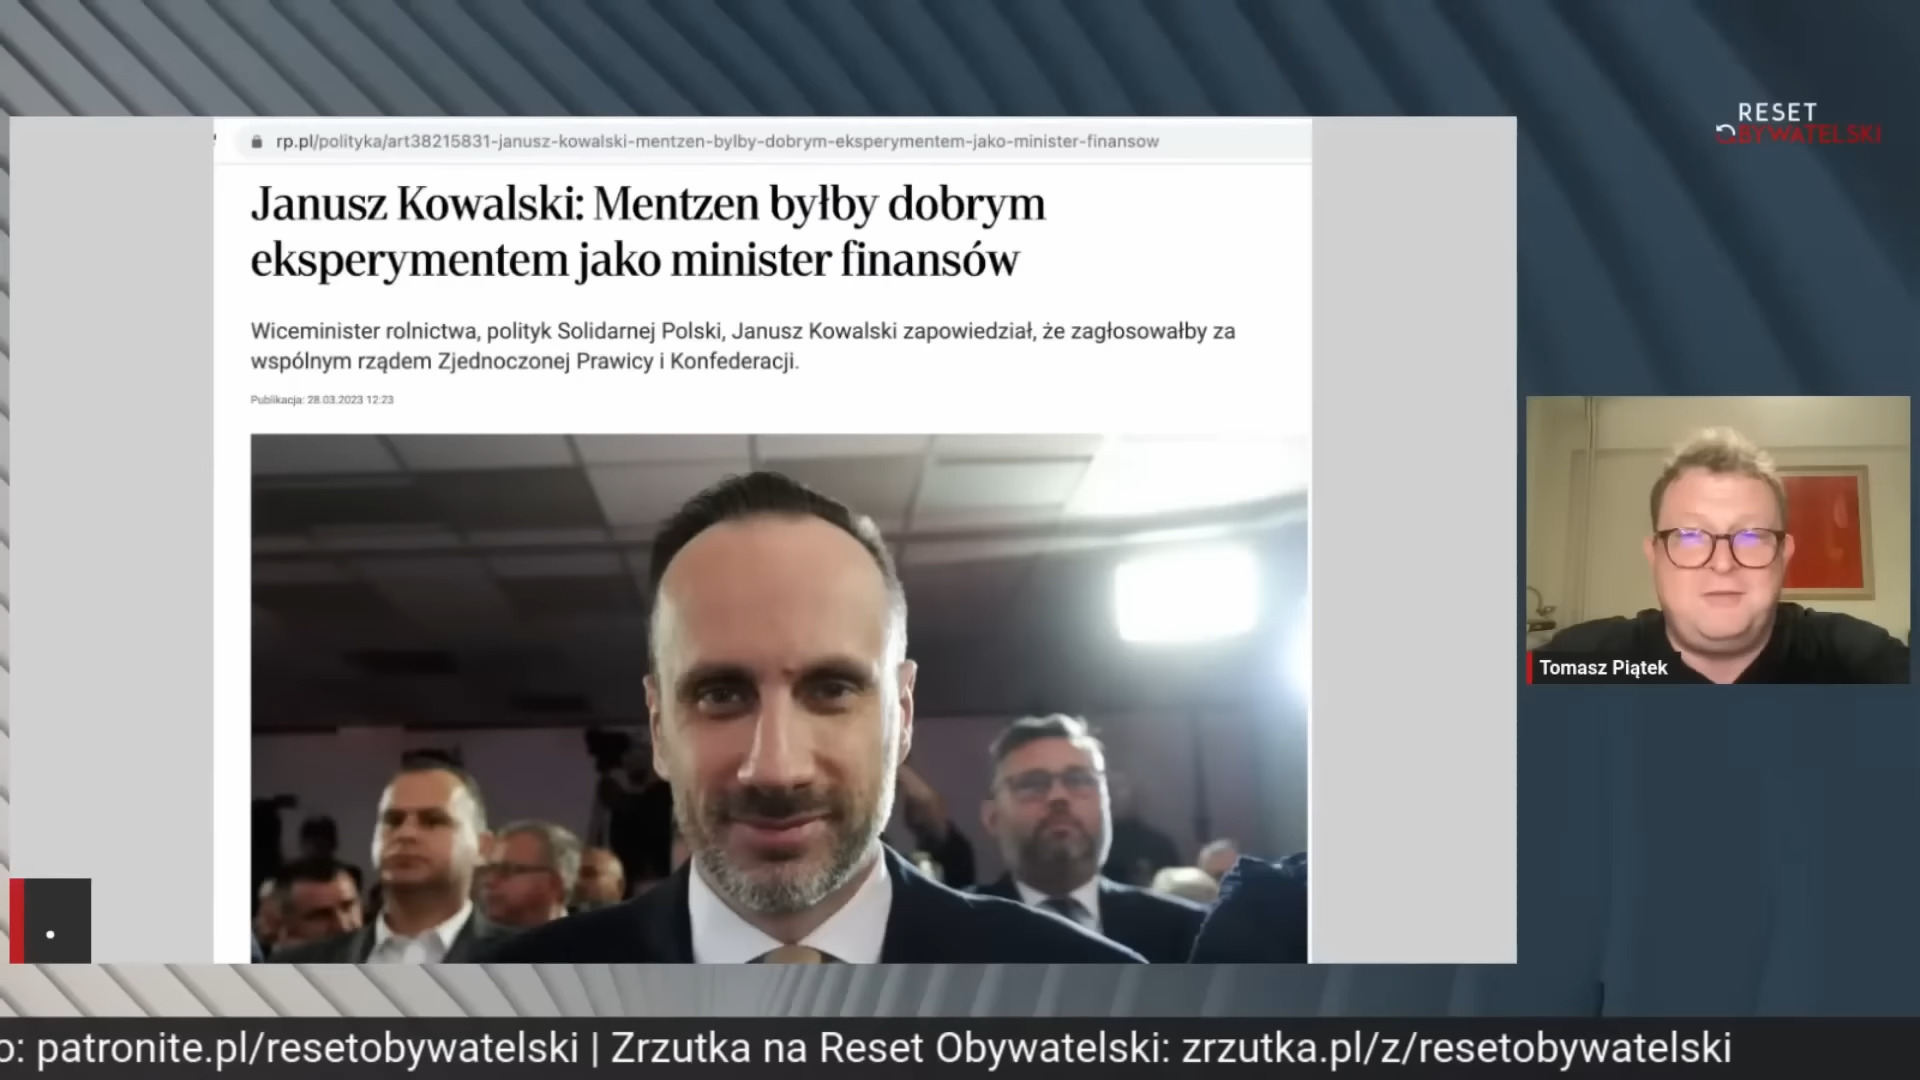 RESET
OBYWATELSKI
rp.pl/polityka/art38215831-janusz-kowalski-mentzen-bylby-dobrym-eksperymentem-jako-minister-finansow
Janusz Kowalski: Mentzen byłby dobrym
eksperymentem jako minister finansów
Wiceminister rolnictwa, polityk Solidarnej Polski, Janusz Kowalski zapowiedział, że zagłosowałby za
wspólnym rządem Zjednoczonej Prawicy i Konfederacji.
Publikacja: 28.03.2023 12:23
Tomasz Piątek
.
o: patronite.pl/resetobywatelski | Zrzutka na Reset Obywatelski: zrzutka.pl/z/resetobywatelski